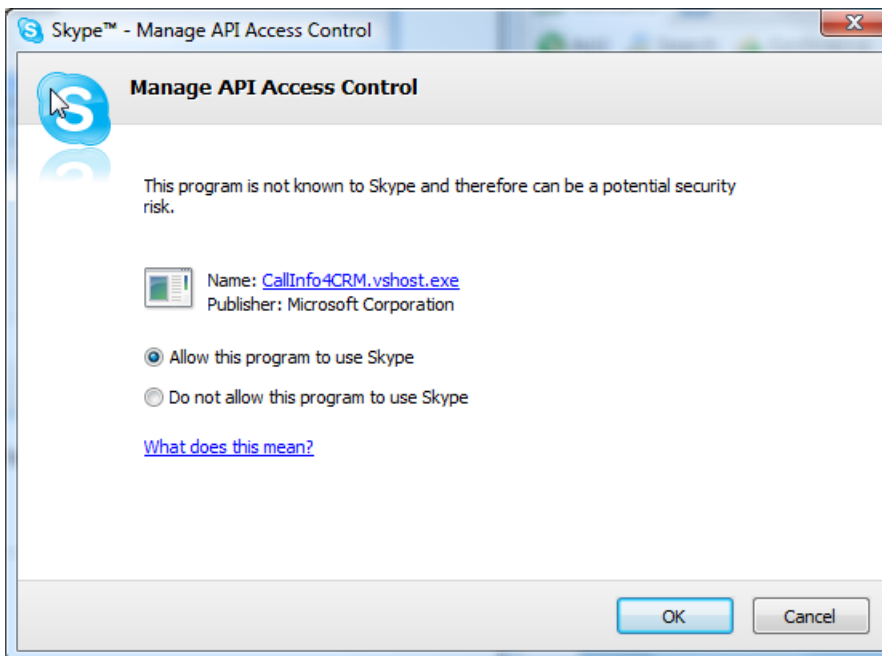 Skype™ - Manage API Access Control
Manage API Access Control
This program is not known to Skype and therefore can be a potential security
risk.
Name: CallInfo4CRM.vshost.exe
Publisher: Microsoft Corporation
Allow this program to use Skype
Do not allow this program to use Skype
What does this mean?
OK Cancel